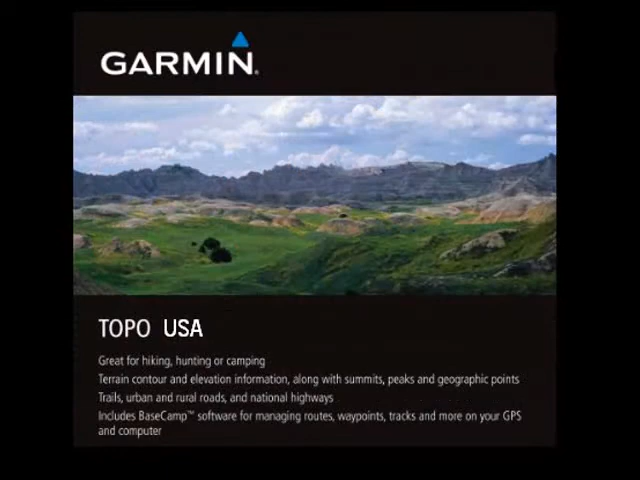 GARMIN.
TOPO USA
Great for hiking, hunting or camping
Terrain contour and elevation information, along with summits, peaks and geographic points
Trails, urban and rural roads, and national highways
Includes BaseCamp™ software for managing routes, waypoints, tracks and more on your GPS
and computer